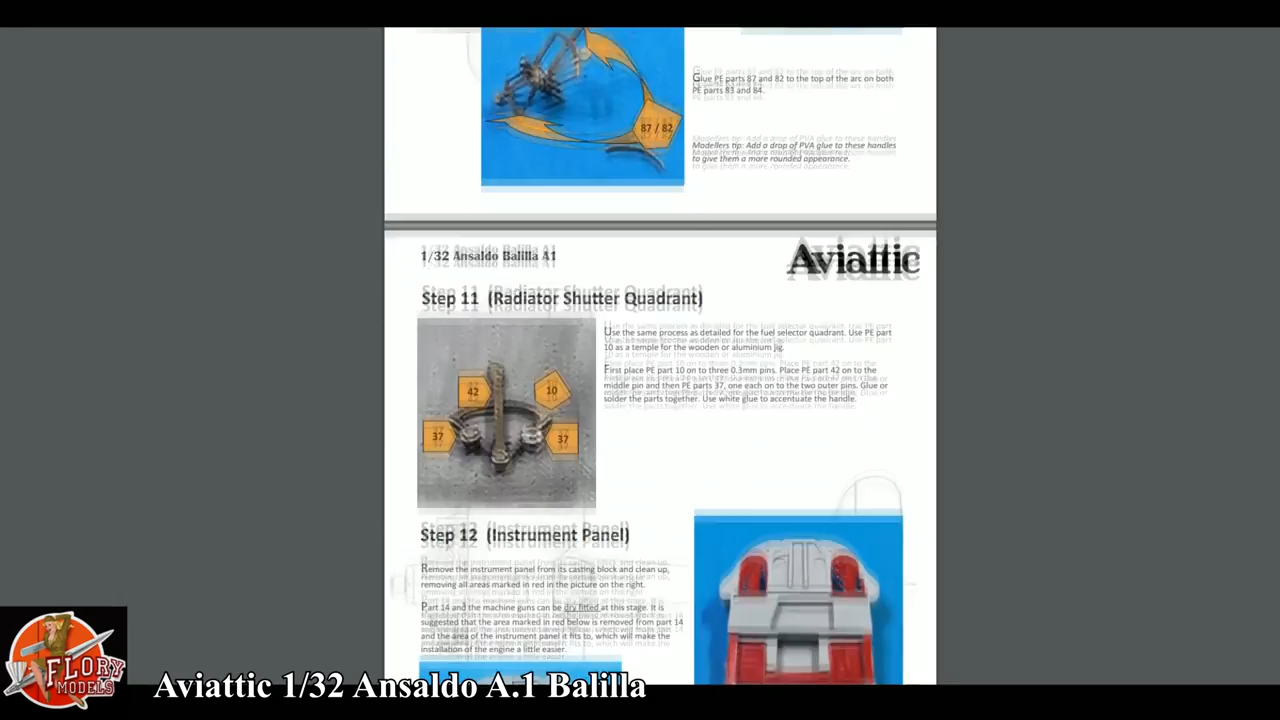 Glue PE parts 87 and 82 to the top of the arc on both
PE parts 83 and 84.
87 / 82
Modellers tip: Add a drop of PVA glue to these handles
to give them a more rounded appearance.
1/32 Ansaldo Balilla A1
Aviattic
Step 11 (Radiator Shutter Quadrant)
Use the same process as detailed for the fuel selector quadrant. Use PE part
10 as a temple for the wooden or aluminium jig.
First place PE part 10 on to three 0.3mm pins. Place PE part 42 on to the
middle pin and then PE parts 37, one each on to the two outer pins. Glue or
solder the parts together. Use white glue to accentuate the handle.
42
10
37
37
Step 12 (Instrument Panel)
Remove the instrument panel from its casting block and clean up,
removing all areas marked in red in the picture on the right.
Part 14 and the machine guns can be dry fitted at this stage. It is
suggested that the area marked in red below is removed from part 14
and the area of the instrument panel it fits to, which will make the
installation of the engine a little easier.
FLORY
MODELS
Aviattic 1/32 Ansaldo A.1 Balilla